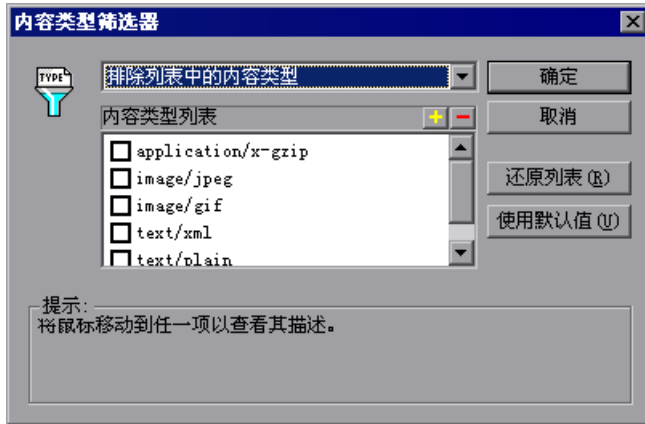 内容类型筛选器
TYPE
排除列表中的内容类型
确定
内容类型列表
取消
application/x-gzip
image/jpeg
还原列表(R)
image/gif
使用默认值(U)
text/xml
text/plain
提示:
将鼠标移动到任一项以查看其描述。